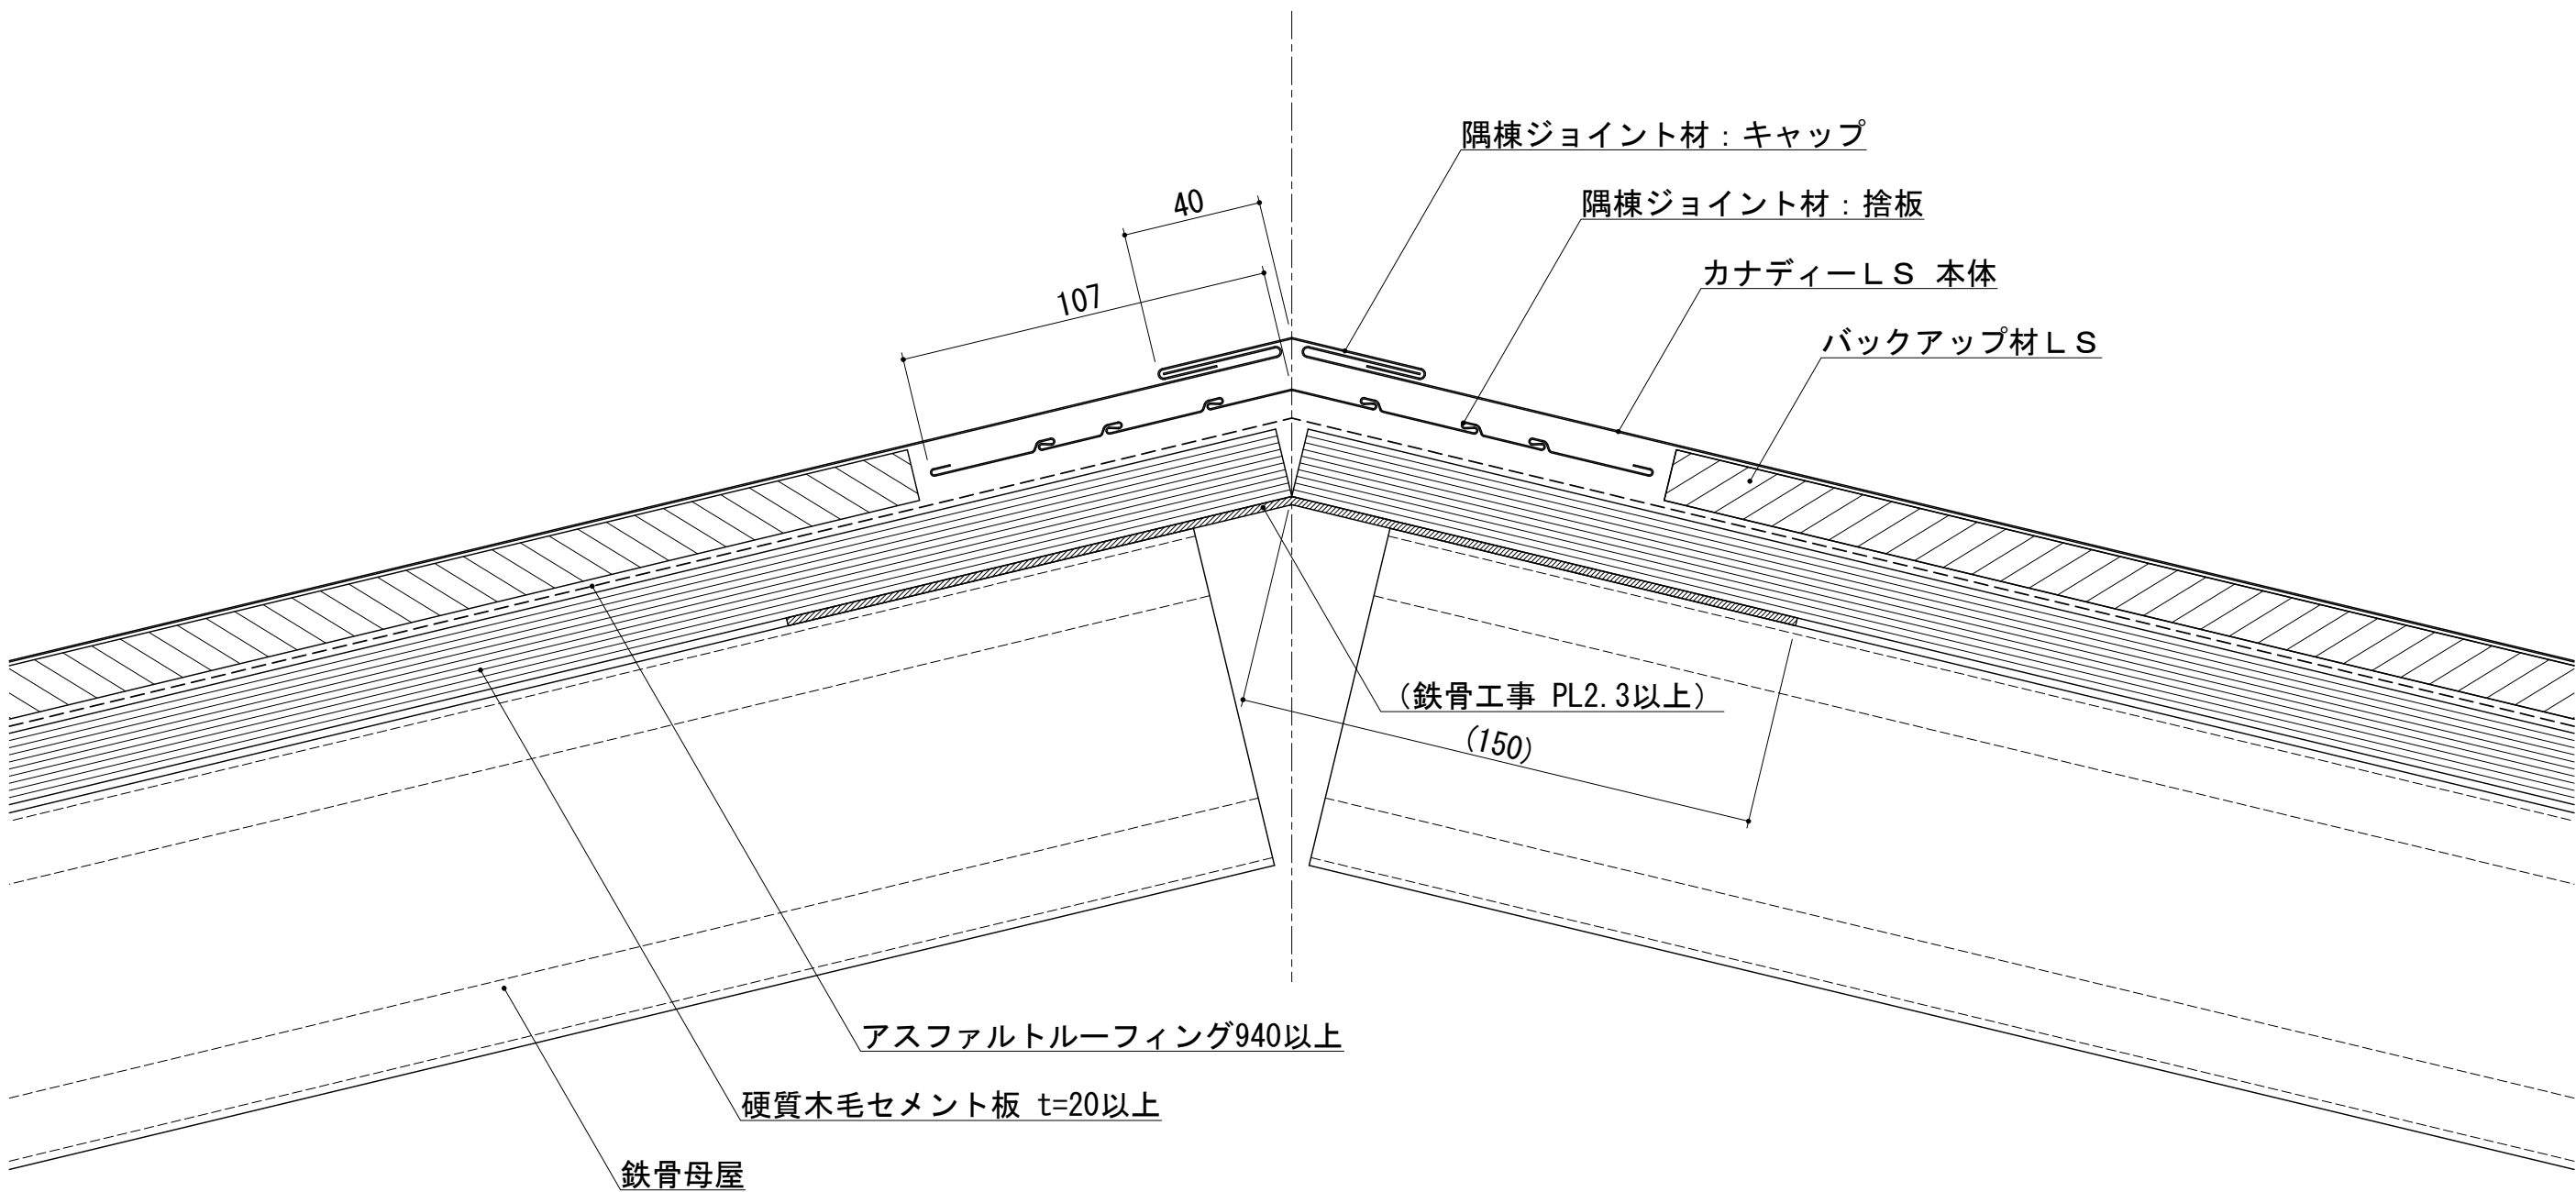 隅棟ジョイント材：キャップ
40
隅棟ジョイント材：捨板
カナディーＬＳ 本体
107
バックアップ材ＬＳ
（鉄骨工事 PL2.3以上）
(150)
アスファルトルーフィング940以上
硬質木毛セメント板 t=20以上
鉄骨母屋